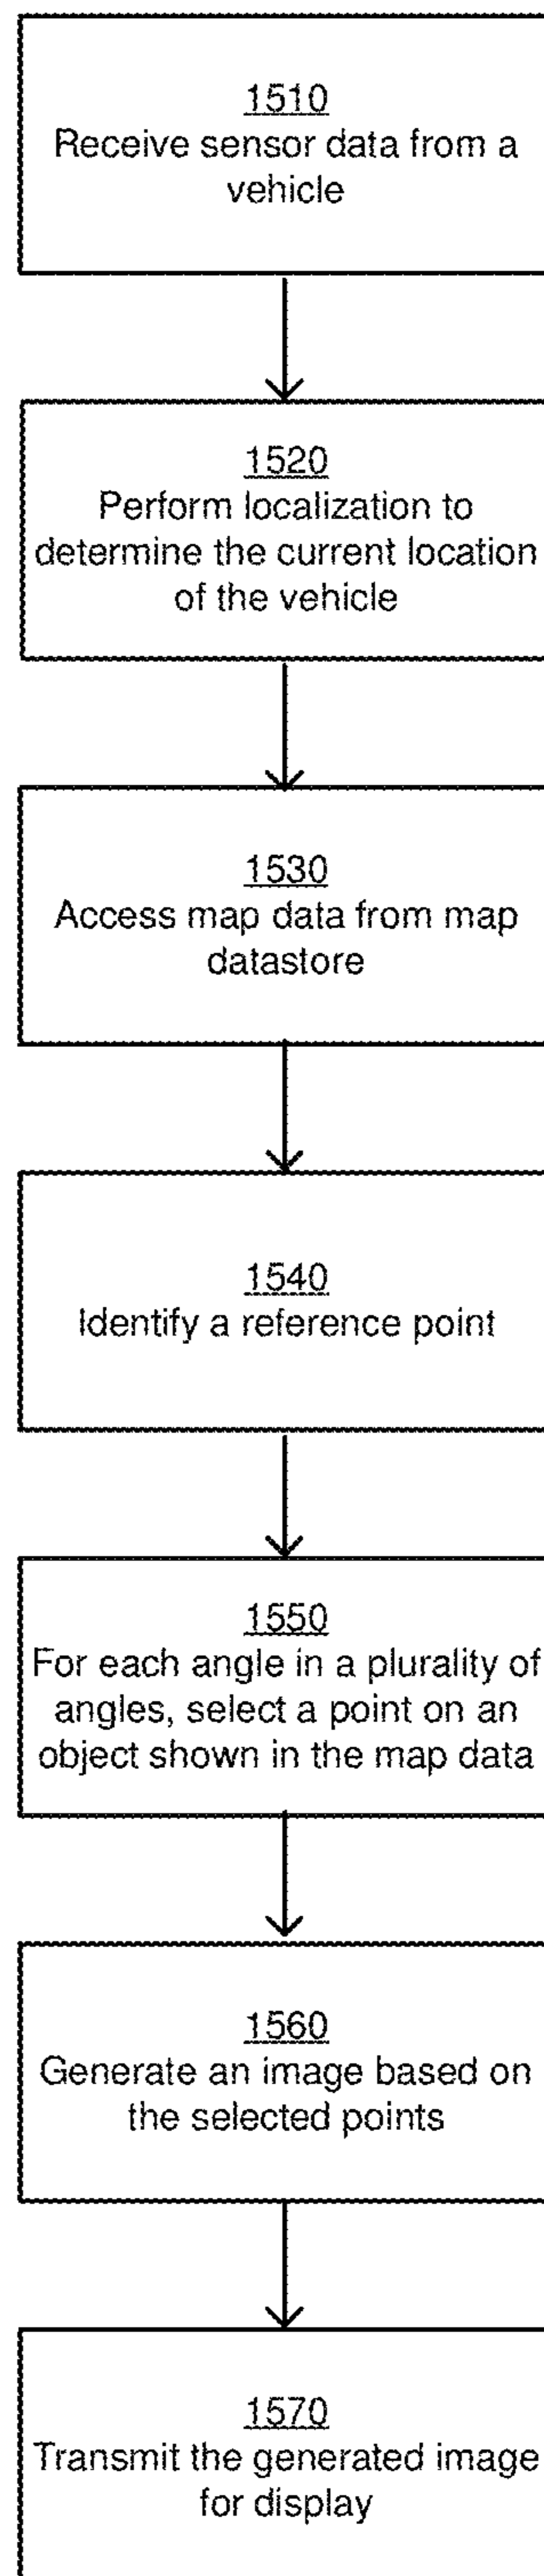 1510
Receive sensor data from a
vehicle
1520
Perform localization to
determine the current location
of the vehicle
1530
Access map data from map
datastore
1540
Identify a reference point
1550
For each angle in a plurality of
angles, select a point on an
object shown in the map data
1560
Generate an image based on
the selected points
1570
Transmit the generated image
for display